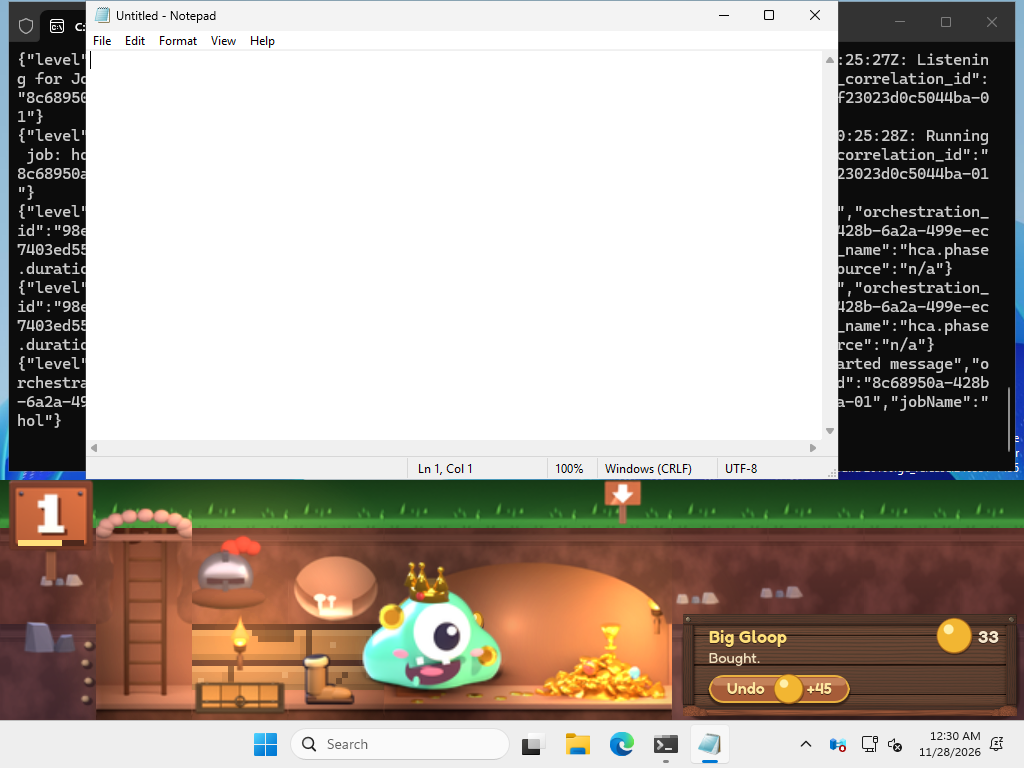 C:
Untitled - Notepad
File Edit Format View Help
{"level" :25:27Z: Listenin
g for Jo _correlation_id":
"8c68950 f23023d0c5044ba-0
1"}
{"level" 0:25:28Z: Running
job: ho correlation_id":"
8c68950a 23023d0c5044ba-01
"}
{"level" ","orchestration_
id":"98e 428b-6a2a-499e-ec
7403ed55 _name":"hca.phase
.duratio ource":"n/a"}
{"level" ","orchestration_
id":"98e 428b-6a2a-499e-ec
7403ed55 _name":"hca.phase
.duratio rce":"n/a"}
{"level" arted message","o
rchestra d":"8c68950a-428b
-6a2a-49 a-01","jobName":"
hol"}
Ln 1, Col 1 100% Windows (CRLF) UTF-8
1
Big Gloop 33
Bought.
Undo +45
Search
12:30 AM
11/28/2026